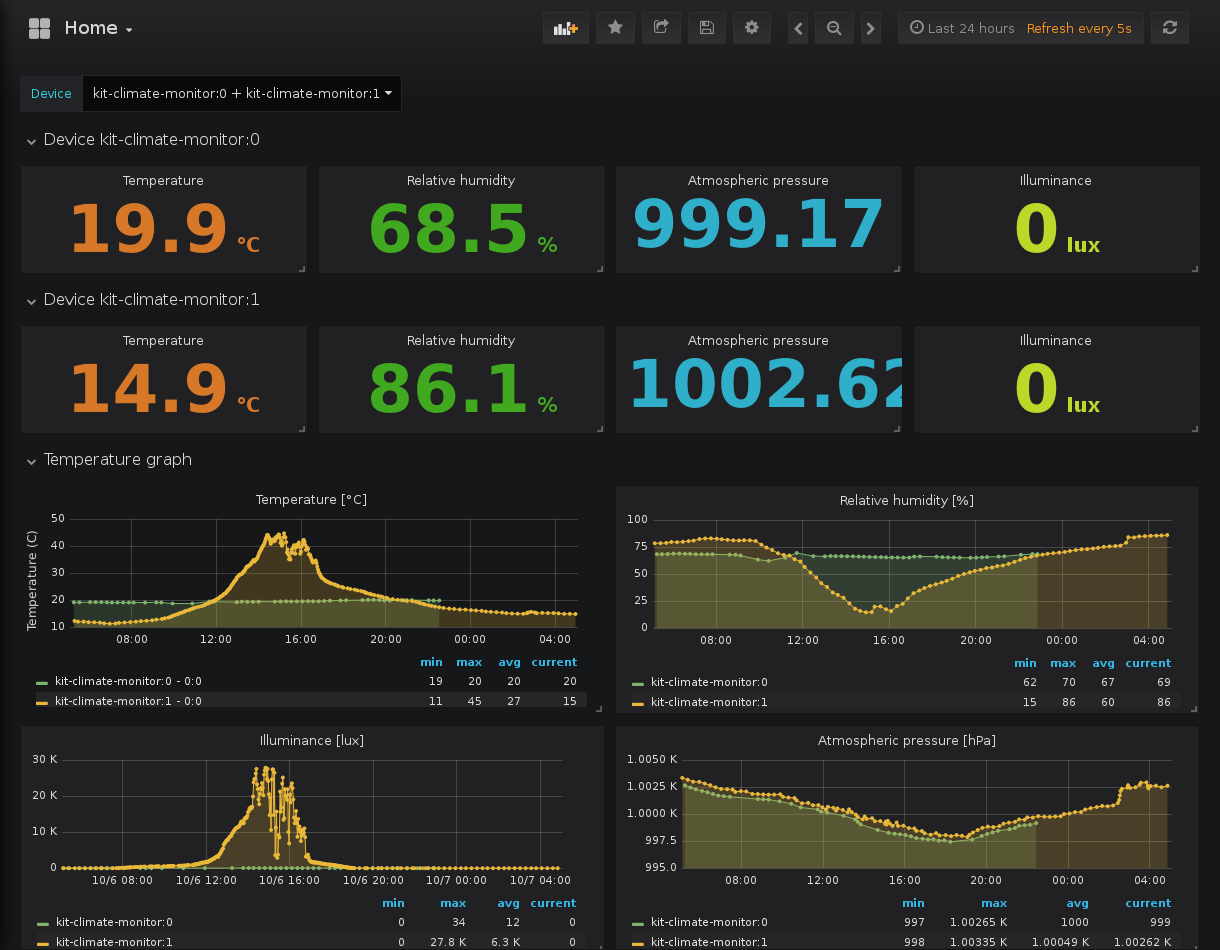 Home
Last 24 hours Refresh every 5s
Device kit-climate-monitor:0 + kit-climate-monitor:1
Device kit-climate-monitor:0
Temperature Relative humidity Atmospheric pressure Illuminance
19.9 °C 68.5 % 999.17 0 lux
Device kit-climate-monitor:1
Temperature Relative humidity Atmospheric pressure Illuminance
14.9 °C 86.1 % 1002.62 0 lux
Temperature graph
Temperature [°C]
Temperature (C)
50
40
30
20
10
08:00 12:00 16:00 20:00 00:00 04:00
min max avg current
kit-climate-monitor:0 - 0:0 19 20 20 20
kit-climate-monitor:1 - 0:0 11 45 27 15
Relative humidity [%]
100
75
50
25
0
08:00 12:00 16:00 20:00 00:00 04:00
min max avg current
kit-climate-monitor:0 62 70 67 69
kit-climate-monitor:1 15 86 60 86
Illuminance [lux]
30 K
20 K
10 K
0
10/6 08:00 10/6 12:00 10/6 16:00 10/6 20:00 10/7 00:00 10/7 04:00
min max avg current
kit-climate-monitor:0 0 34 12 0
kit-climate-monitor:1 0 27.8 K 6.3 K 0
Atmospheric pressure [hPa]
1.0050 K
1.0025 K
1.0000 K
997.5
995.0
08:00 12:00 16:00 20:00 00:00 04:00
min max avg current
kit-climate-monitor:0 997 1.00265 K 1000 999
kit-climate-monitor:1 998 1.00335 K 1.00049 K 1.00262 K